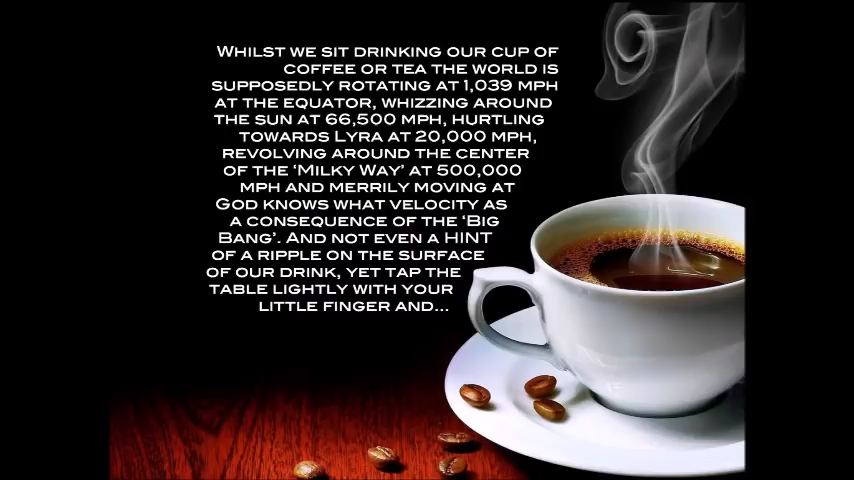 Whilst we sit drinking our cup of
coffee or tea the world is
supposedly rotating at 1,039 mph
at the equator, whizzing around
the sun at 66,500 mph, hurtling
towards Lyra at 20,000 mph,
revolving around the center
of the ‘Milky Way’ at 500,000
mph and merrily moving at
God knows what velocity as
a consequence of the ‘Big
Bang’. And not even a HINT
of a ripple on the surface
of our drink, yet tap the
table lightly with your
little finger and...